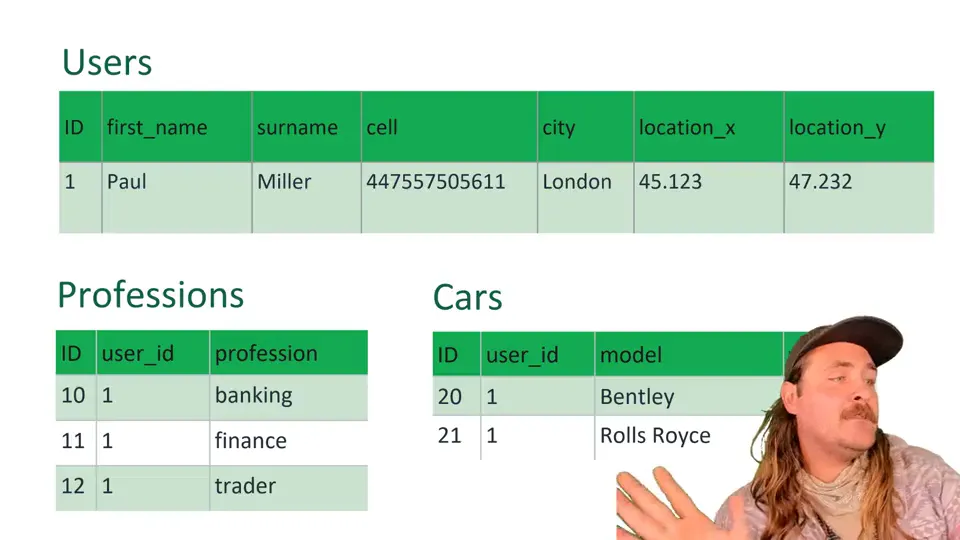 Users
ID first_name surname cell city location_x location_y
1 Paul Miller 447557505611 London 45.123 47.232
Professions
ID user_id profession
10 1 banking
11 1 finance
12 1 trader
Cars
ID user_id model
20 1 Bentley
21 1 Rolls Royce